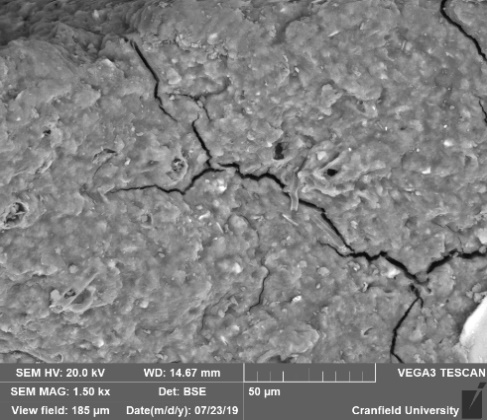 SEM HV: 20.0 kV WD: 14.67 mm VEGA3 TESCAN
SEM MAG: 1.50 kx Det: BSE 50 µm
View field: 185 µm Date(m/d/y): 07/23/19 Cranfield University